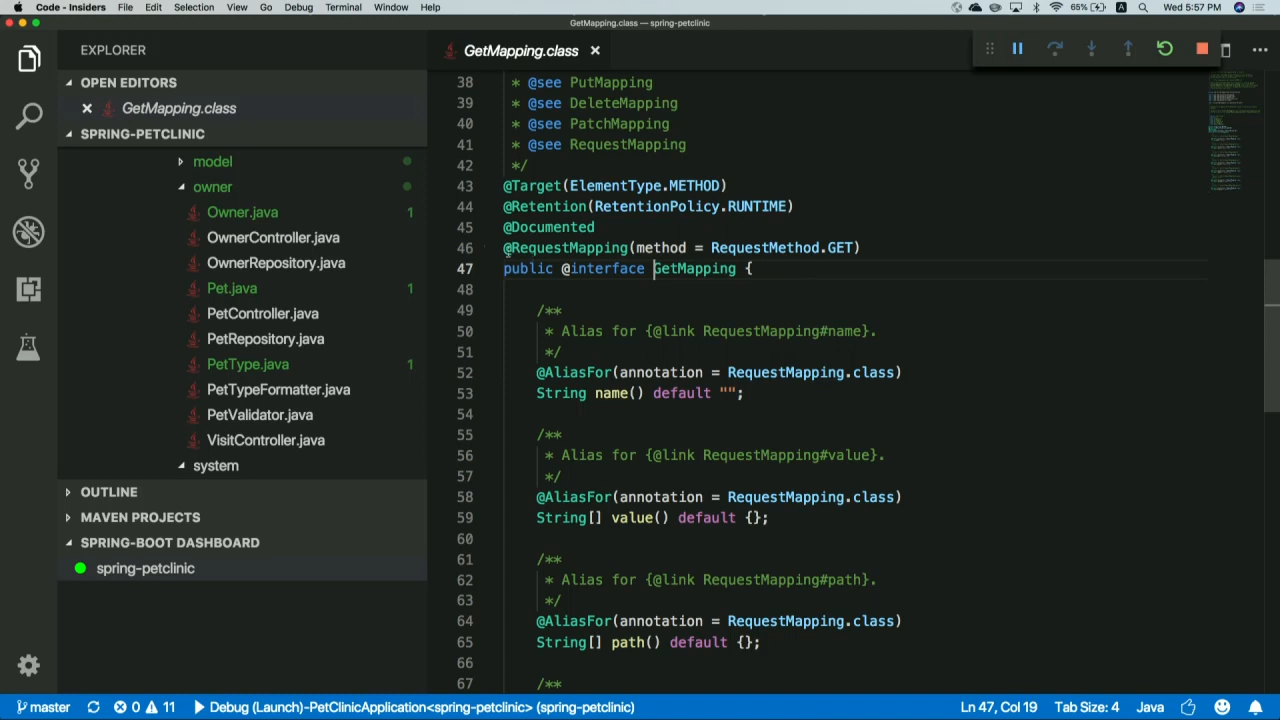 Code - Insiders File Edit Selection View Go Debug Terminal Window Help 65% A Wed 5:57 PM
GetMapping.class — spring-petclinic
EXPLORER
OPEN EDITORS
GetMapping.class
SPRING-PETCLINIC
model
owner
Owner.java 1
OwnerController.java
OwnerRepository.java
Pet.java 1
PetController.java
PetRepository.java
PetType.java 1
PetTypeFormatter.java
PetValidator.java
VisitController.java
system
OUTLINE
MAVEN PROJECTS
SPRING-BOOT DASHBOARD
spring-petclinic
GetMapping.class
38 * @see PutMapping
39 * @see DeleteMapping
40 * @see PatchMapping
41 * @see RequestMapping
42 */
43 @Target(ElementType.METHOD)
44 @Retention(RetentionPolicy.RUNTIME)
45 @Documented
46 @RequestMapping(method = RequestMethod.GET)
47 public @interface GetMapping {
48
49 /**
50 * Alias for {@link RequestMapping#name}.
51 */
52 @AliasFor(annotation = RequestMapping.class)
53 String name() default "";
54
55 /**
56 * Alias for {@link RequestMapping#value}.
57 */
58 @AliasFor(annotation = RequestMapping.class)
59 String[] value() default {};
60
61 /**
62 * Alias for {@link RequestMapping#path}.
63 */
64 @AliasFor(annotation = RequestMapping.class)
65 String[] path() default {};
66
67 /**
master 0 11 Debug (Launch)-PetClinicApplication<spring-petclinic> (spring-petclinic) Ln 47, Col 19 Tab Size: 4 Java